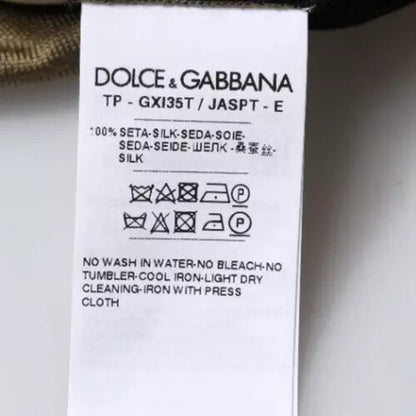 DOLCE & GABBANA
TP - GXI35T / JASPT - E
100% SETA-SILK-SEDA-SOIE-
SEDA-SEIDE-ШЕЛК -桑蚕丝-
SILK
NO WASH IN WATER-NO BLEACH-NO
TUMBLER-COOL IRON-LIGHT DRY
CLEANING-IRON WITH PRESS
CLOTH